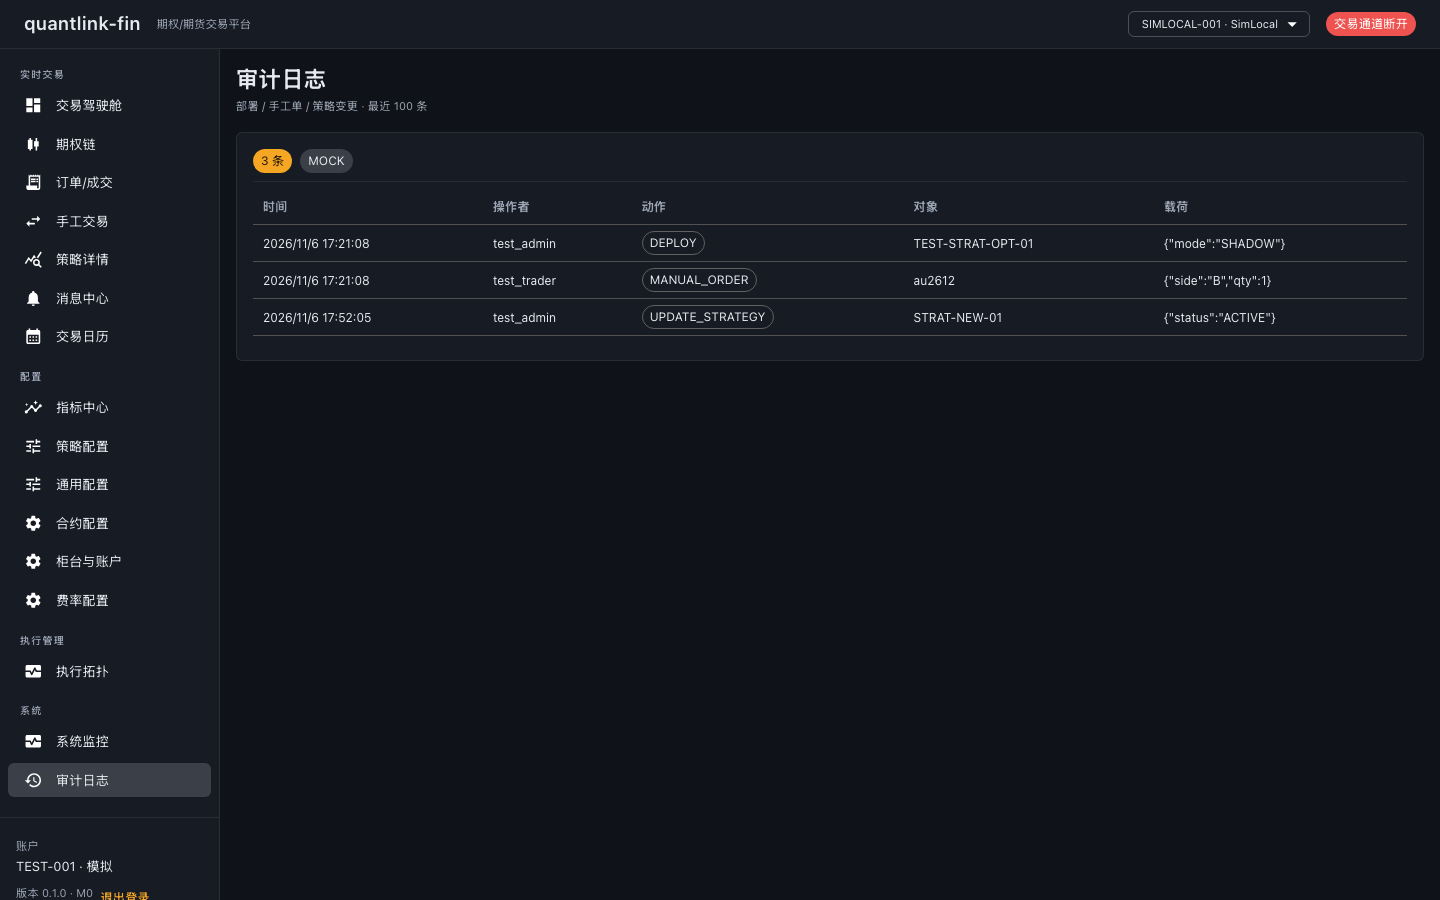 quantlink-fin 期权/期货交易平台 SIMLOCAL-001 · SimLocal 交易通道断开
实时交易
交易驾驶舱
期权链
订单/成交
手工交易
策略详情
消息中心
交易日历
配置
指标中心
策略配置
通用配置
合约配置
柜台与账户
费率配置
执行管理
执行拓扑
系统
系统监控
审计日志
账户
TEST-001 · 模拟
版本 0.1.0 · M0 退出登录
审计日志
部署 / 手工单 / 策略变更 · 最近 100 条
3 条 MOCK
时间 操作者 动作 对象 载荷
2026/11/6 17:21:08 test_admin DEPLOY TEST-STRAT-OPT-01 {"mode":"SHADOW"}
2026/11/6 17:21:08 test_trader MANUAL_ORDER au2612 {"side":"B","qty":1}
2026/11/6 17:52:05 test_admin UPDATE_STRATEGY STRAT-NEW-01 {"status":"ACTIVE"}